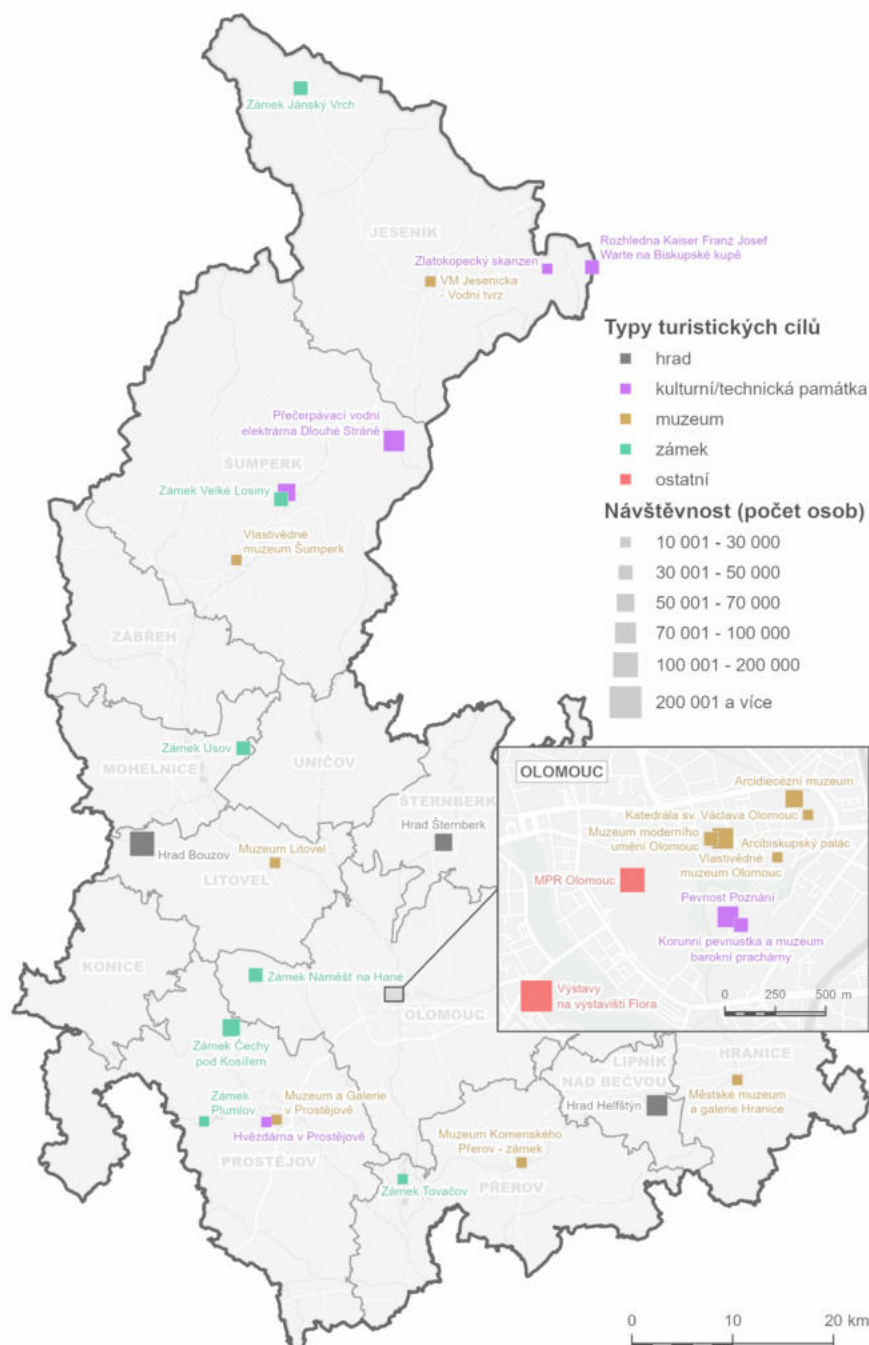 Zámek Jánský Vrch
JESENÍK
Rozhledna Kaiser Franz Josef
Warte na Biskupské kupě
Zlatokopecký skanzen
VM Jesenicka
- Vodní tvrz
Typy turistických cílů
hrad
kulturní/technická památka
muzeum
zámek
ostatní
Návštěvnost (počet osob)
10 001 - 30 000
30 001 - 50 000
50 001 - 70 000
70 001 - 100 000
100 001 - 200 000
200 001 a více
Přečerpávací vodní
elektrárna Dlouhé Stráně
ŠUMPERK
Zámek Velké Losiny
Vlastivědné
muzeum Šumperk
ZÁBŘEH
Zámek Úsov
MOHELNICE
UNIČOV
ŠTERNBERK
Hrad Šternberk
Hrad Bouzov
Muzeum Litovel
LITOVEL
OLOMOUC
Arcidiecézní muzeum
Katedrála sv. Václava Olomouc
Muzeum moderního
umění Olomouc
Arcibiskupský palác
Vlastivědné
muzeum Olomouc
MPR Olomouc
Pevnost Poznání
Korunní pevnůstka a muzeum
barokní prachárny
Výstavy
na výstavišti Flora
0 250 500 m
KONICE
Zámek Náměšť na Hané
OLOMOUC
Zámek Čechy
pod Kosířem
LIPNÍK
NAD BEČVOU
HRANICE
Hrad Helfštýn
Městské muzeum
a galerie Hranice
Zámek
Plumlov
Muzeum a Galerie
v Prostějově
Hvězdárna v Prostějově
PROSTĚJOV
Muzeum Komenského
Přerov - zámek
PŘEROV
Zámek Tovačov
0 10 20 km